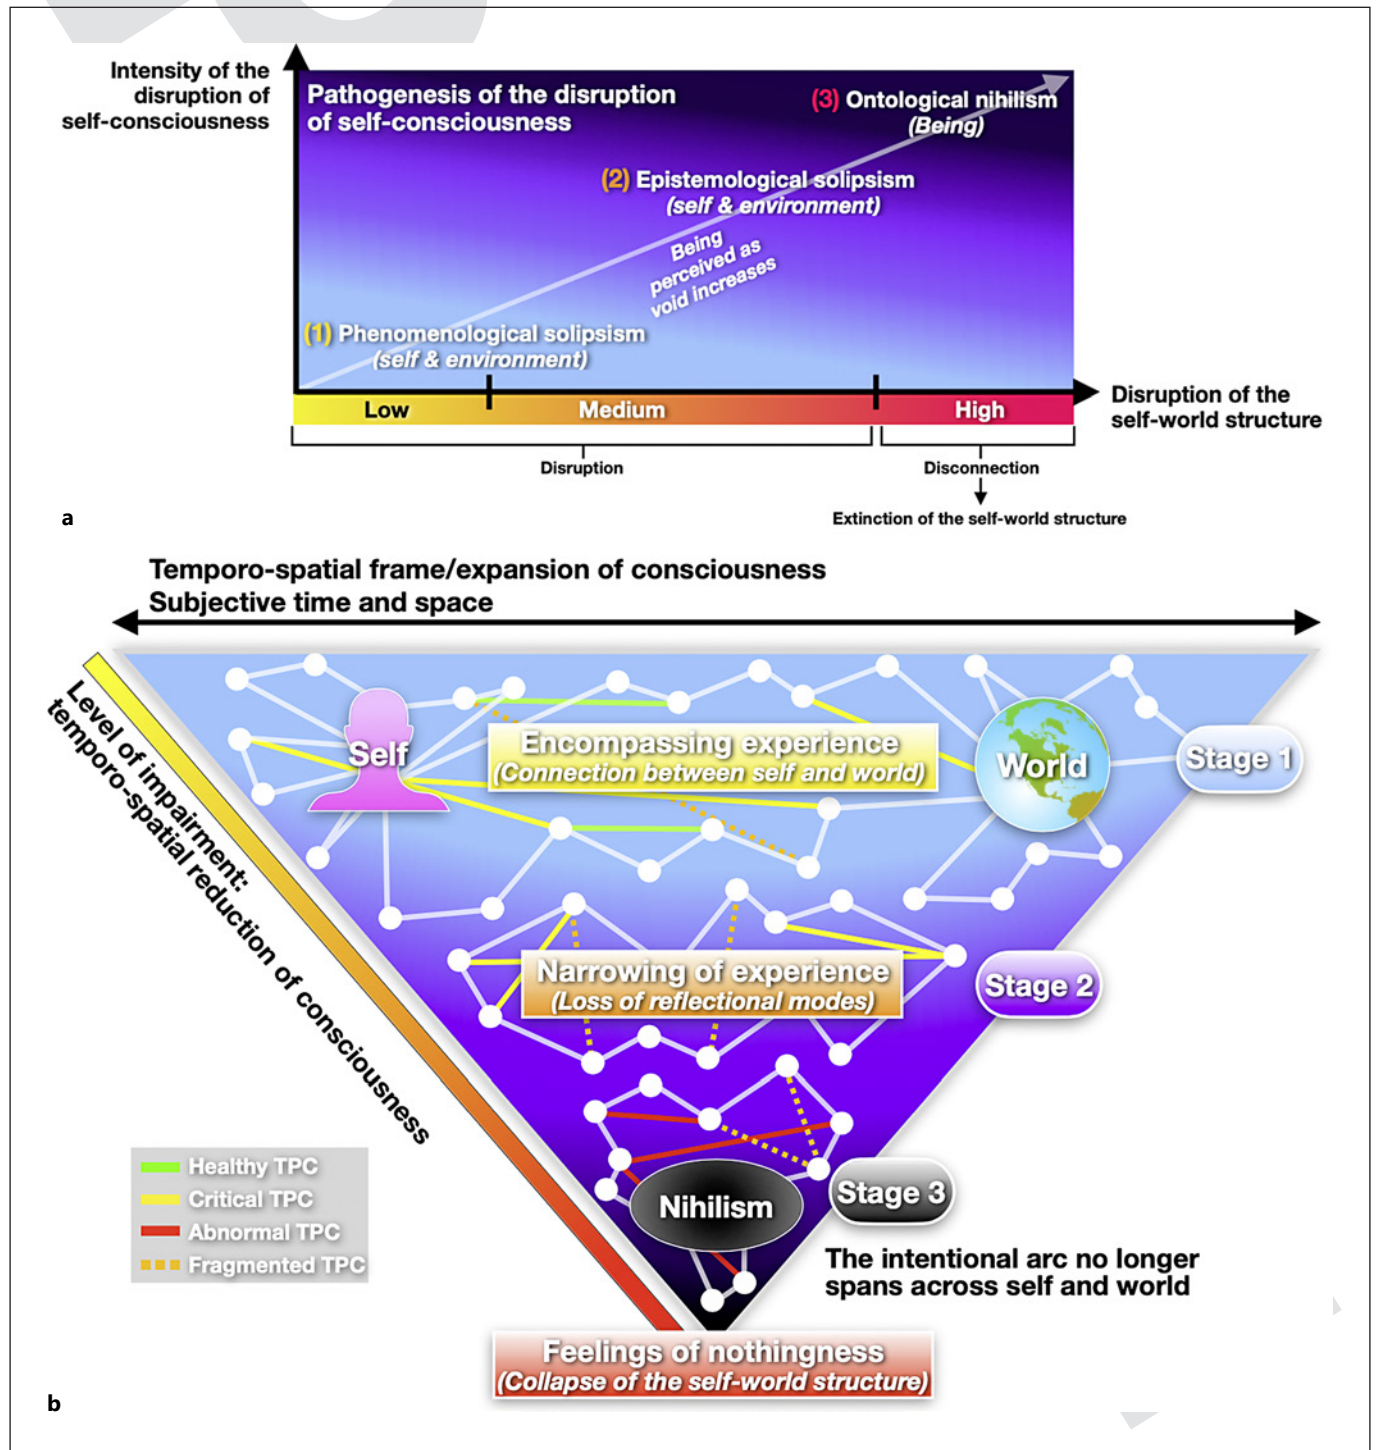 Intensity of the
disruption of
self-consciousness
Pathogenesis of the disruption
of self-consciousness
(3) Ontological nihilism
(Being)
(2) Epistemological solipsism
(self & environment)
Being
perceived as
void increases
(1) Phenomenological solipsism
(self & environment)
Low
Medium
High
Disruption of the
self-world structure
Disruption
Disconnection
Extinction of the self-world structure
a
Temporo-spatial frame/expansion of consciousness
Subjective time and space
Level of impairment:
temporo-spatial reduction of consciousness
Self
Encompassing experience
(Connection between self and world)
World
Stage 1
Narrowing of experience
(Loss of reflectional modes)
Stage 2
Healthy TPC
Critical TPC
Abnormal TPC
Fragmented TPC
Nihilism
Stage 3
The intentional arc no longer
spans across self and world
Feelings of nothingness
(Collapse of the self-world structure)
b